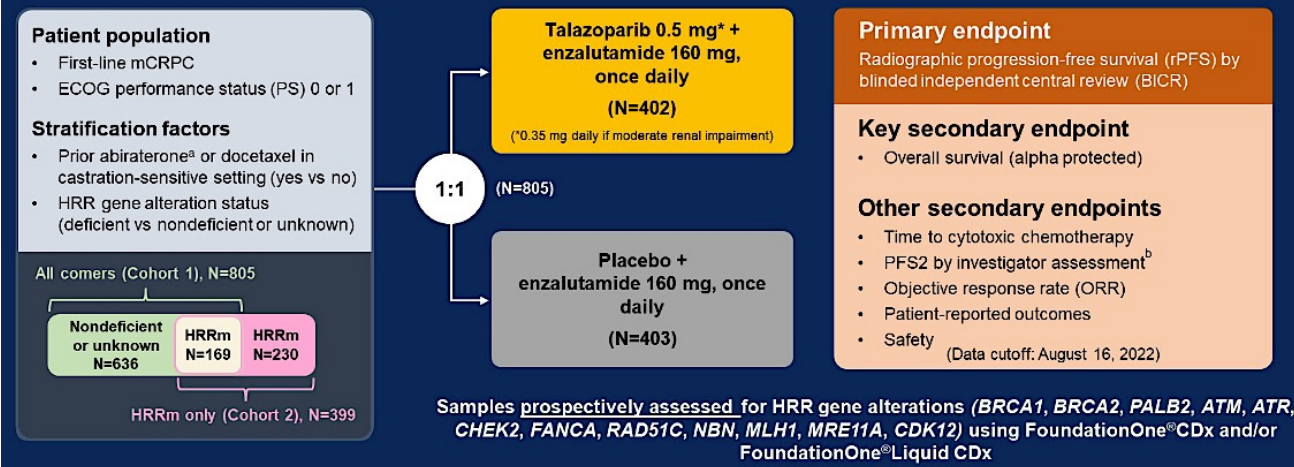 Patient population
• First-line mCRPC
• ECOG performance status (PS) 0 or 1
Stratification factors
• Prior abirateroneᵃ or docetaxel in
castration-sensitive setting (yes vs no)
• HRR gene alteration status
(deficient vs nondeficient or unknown)
All comers (Cohort 1), N=805
Nondeficient
or unknown
N=636
HRRm
N=169
HRRm
N=230
HRRm only (Cohort 2), N=399
1:1
(N=805)
Talazoparib 0.5 mg* +
enzalutamide 160 mg,
once daily
(N=402)
(*0.35 mg daily if moderate renal impairment)
Placebo +
enzalutamide 160 mg, once
daily
(N=403)
Primary endpoint
Radiographic progression-free survival (rPFS) by
blinded independent central review (BICR)
Key secondary endpoint
• Overall survival (alpha protected)
Other secondary endpoints
• Time to cytotoxic chemotherapy
• PFS2 by investigator assessmentᵇ
• Objective response rate (ORR)
• Patient-reported outcomes
• Safety
(Data cutoff: August 16, 2022)
Samples prospectively assessed for HRR gene alterations (BRCA1, BRCA2, PALB2, ATM, ATR,
CHEK2, FANCA, RAD51C, NBN, MLH1, MRE11A, CDK12) using FoundationOne®CDx and/or
FoundationOne®Liquid CDx